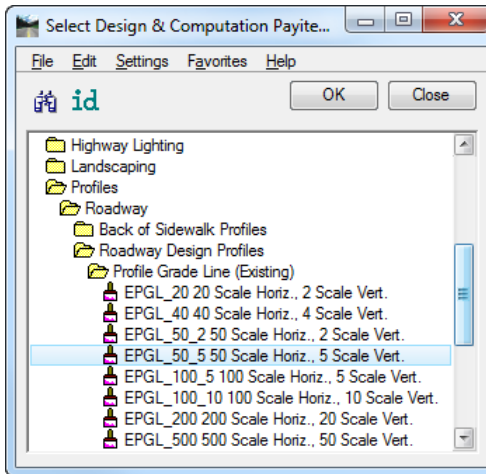 Select Design & Computation Payite...
File Edit Settings Favorites Help
id OK Close
Highway Lighting
Landscaping
Profiles
Roadway
Back of Sidewalk Profiles
Roadway Design Profiles
Profile Grade Line (Existing)
EPGL_20 20 Scale Horiz., 2 Scale Vert.
EPGL_40 40 Scale Horiz., 4 Scale Vert.
EPGL_50_2 50 Scale Horiz., 2 Scale Vert.
EPGL_50_5 50 Scale Horiz., 5 Scale Vert.
EPGL_100_5 100 Scale Horiz., 5 Scale Vert.
EPGL_100_10 100 Scale Horiz., 10 Scale Vert.
EPGL_200 200 Scale Horiz., 20 Scale Vert.
EPGL_500 500 Scale Horiz., 50 Scale Vert.